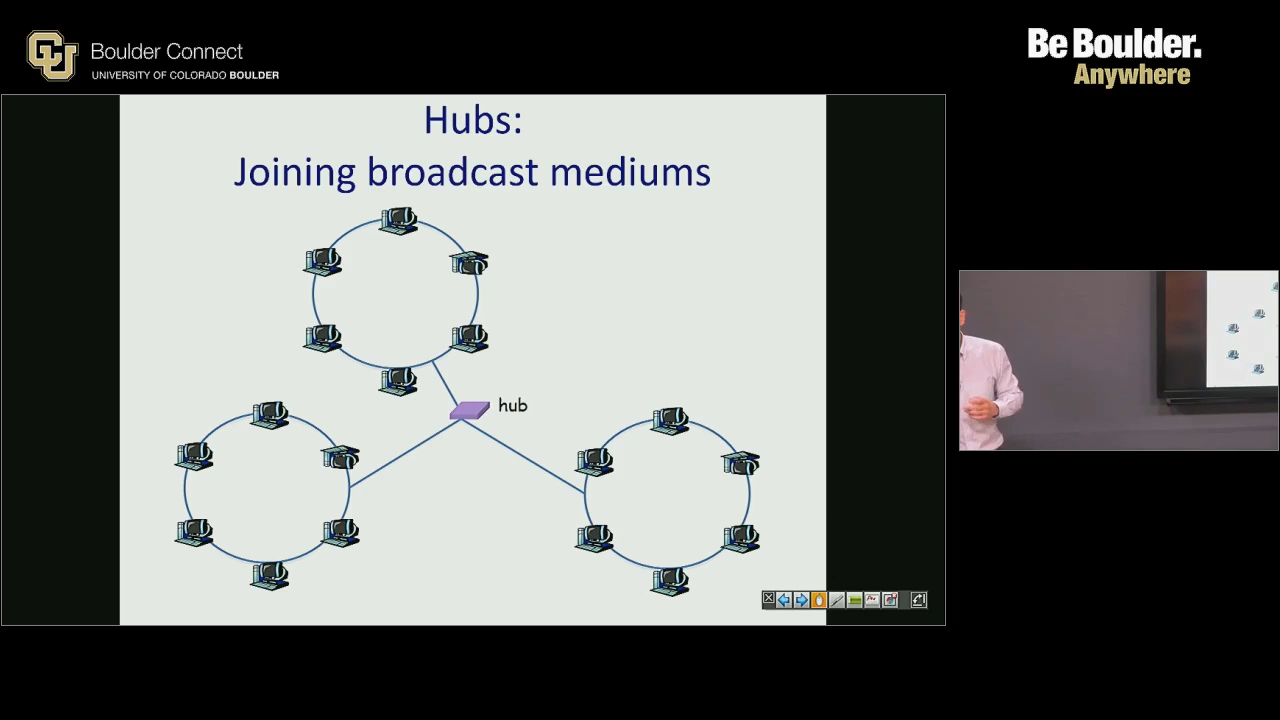 Boulder Connect
UNIVERSITY OF COLORADO BOULDER
Be Boulder.
Anywhere
Hubs:
Joining broadcast mediums
hub